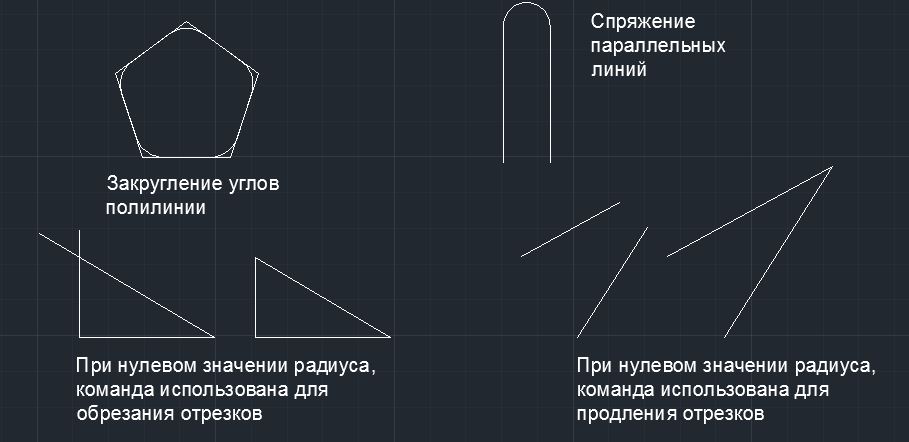 Спряжение
параллельных
линий
Закругление углов
полилинии
При нулевом значении радиуса,
команда использована для
обрезания отрезков
При нулевом значении радиуса,
команда использована для
продления отрезков